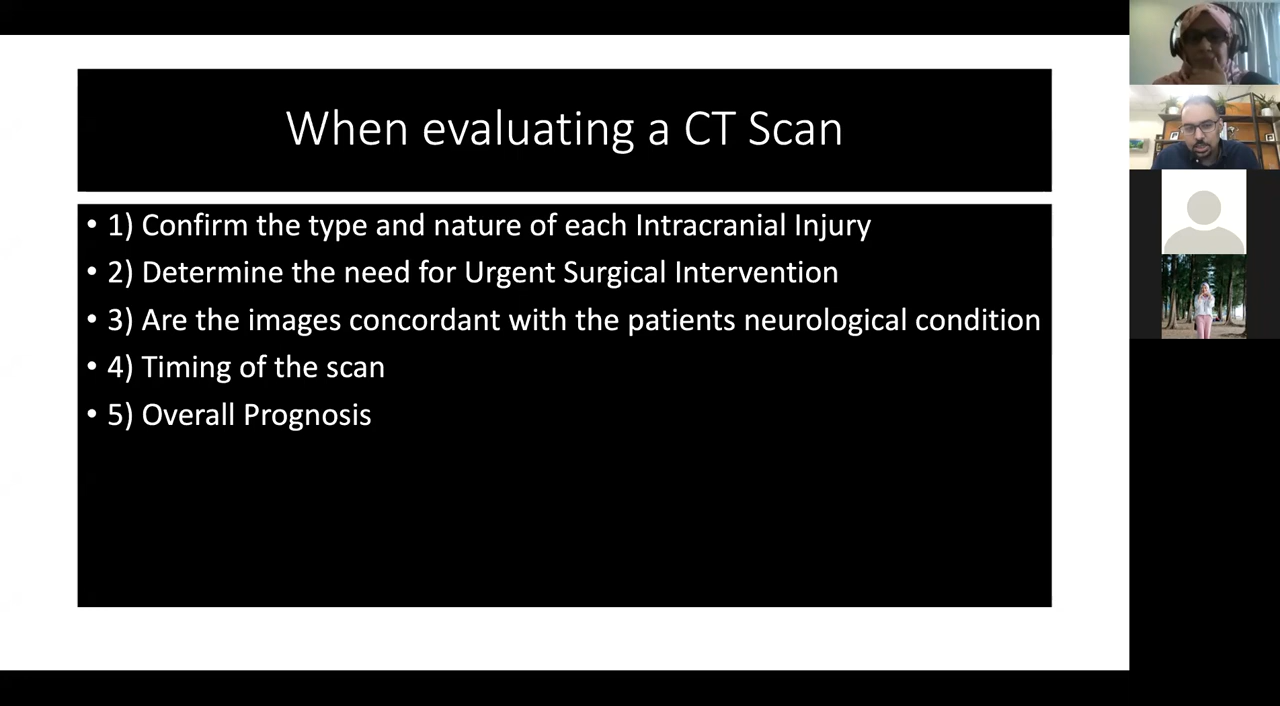 When evaluating a CT Scan
• 1) Confirm the type and nature of each Intracranial Injury
• 2) Determine the need for Urgent Surgical Intervention
• 3) Are the images concordant with the patients neurological condition
• 4) Timing of the scan
• 5) Overall Prognosis